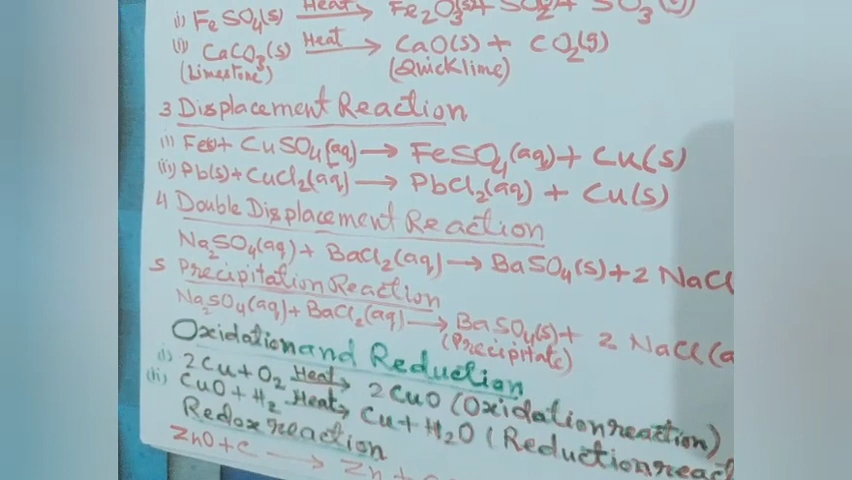 i) FeSO₄(s) Heat→ Fe₂O₃(s)+ SO₂+ SO₃
(ii) CaCO₃(s) Heat→ CaO(s) + CO₂(g)
(Limestone) (Quicklime)
3 Displacement Reaction
(i) Fe(s)+ CuSO₄(aq) → FeSO₄(aq) + Cu(s)
(ii) Pb(s)+CuCl₂(aq) → PbCl₂(aq) + Cu(s)
4 Double Displacement Reaction
Na₂SO₄(aq) + BaCl₂(aq) → BaSO₄(s)+2 NaCl
5 Precipitation Reaction
Na₂SO₄(aq)+BaCl₂(aq) → BaSO₄(s)+ 2 NaCl(a
(Precipitate)
Oxidation and Reduction
(i) 2Cu+O₂ Heat→ 2CuO (Oxidation reaction)
(ii) CuO+H₂ Heat→ Cu+H₂O (Reduction reac
Redox reaction
ZnO+C → Zn +